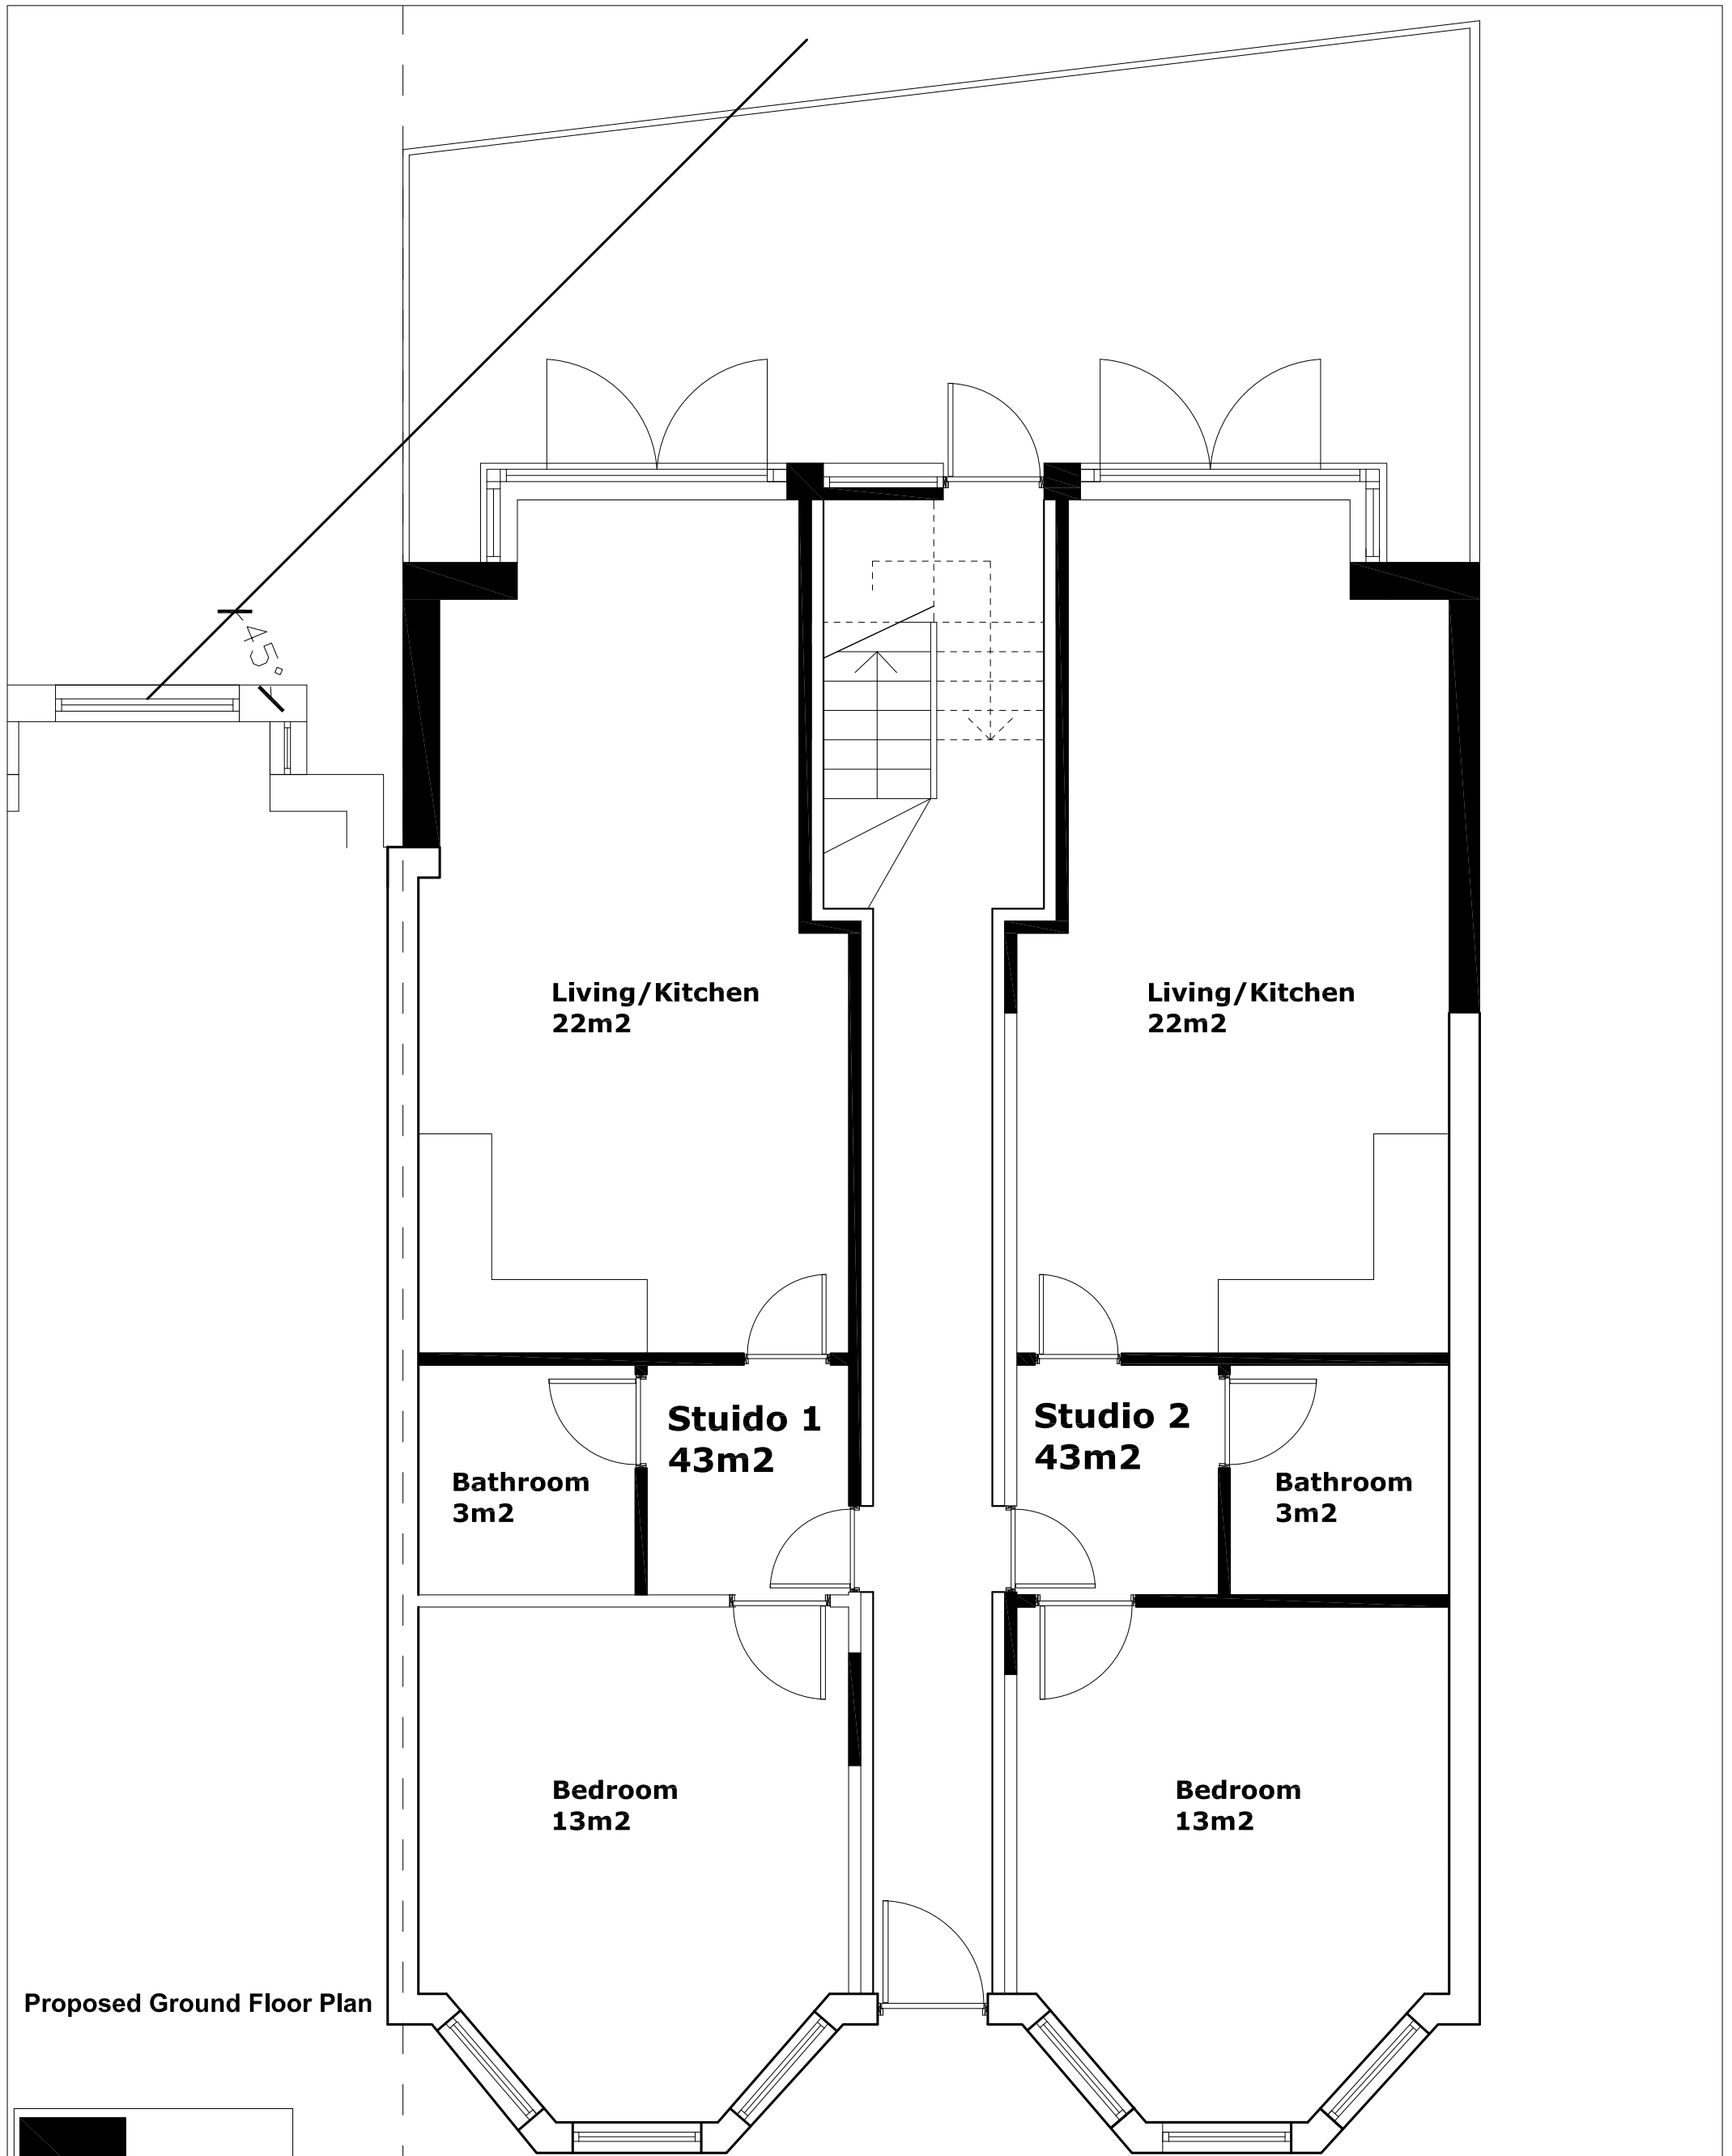 45°
Living/Kitchen
22m2
Living/Kitchen
22m2
Stuido 1
43m2
Studio 2
43m2
Bathroom
3m2
Bathroom
3m2
Bedroom
13m2
Bedroom
13m2
Proposed Ground Floor Plan